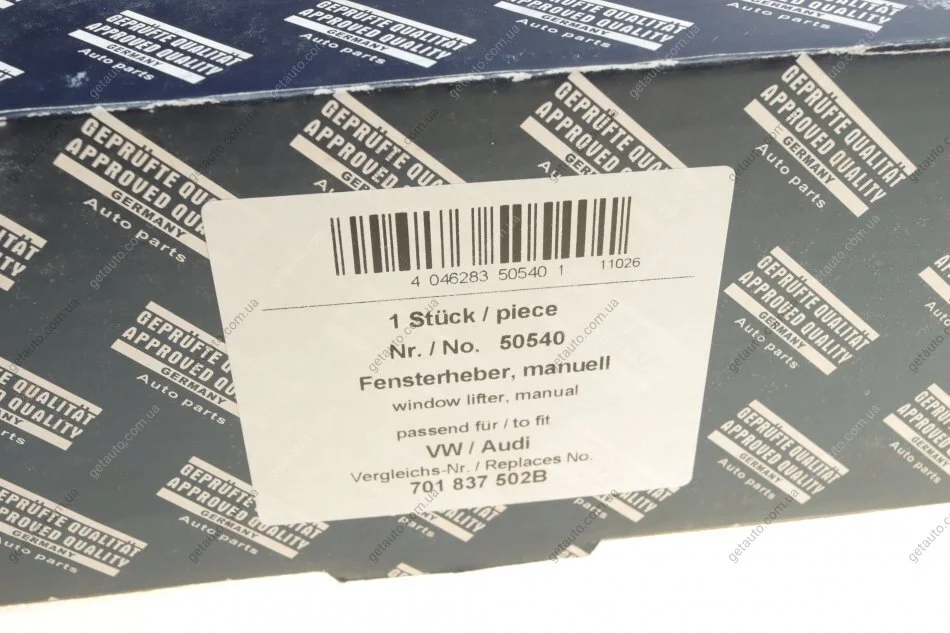 GEPRÜFTE QUALITÄT
APPROVED QUALITY
GERMANY
Auto parts
4 046283 50540 1
11026
1 Stück / piece
Nr. / No. 50540
Fensterheber, manuell
window lifter, manual
passend für / to fit
VW / Audi
Vergleichs-Nr. / Replaces No.
701 837 502B
getauto.com.ua